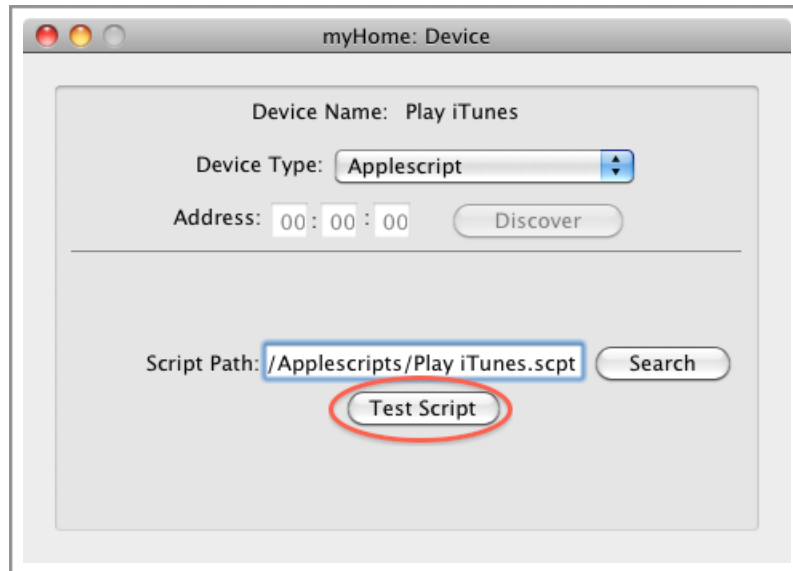 myHome: Device
Device Name: Play iTunes
Device Type: Applescript
Address: 00 : 00 : 00 Discover
Script Path: /Applescripts/Play iTunes.scpt Search
Test Script